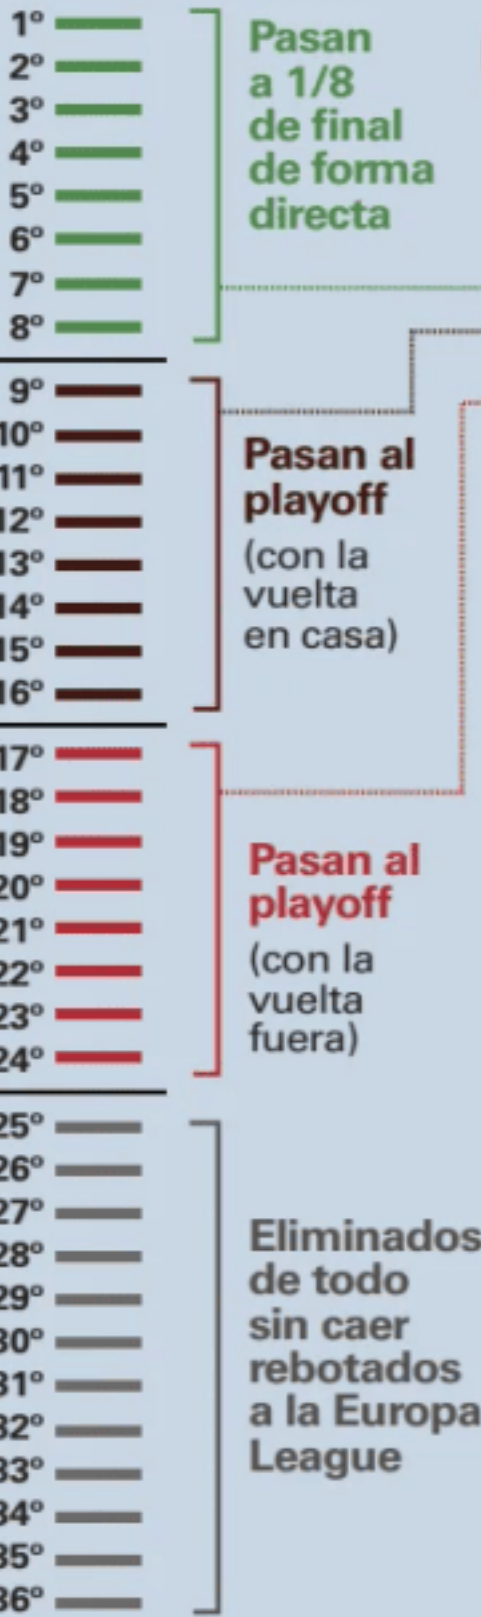 1º
2º
3º
4º
5º
6º
7º
8º
Pasan
a 1/8
de final
de forma
directa
9º
10º
11º
12º
13º
14º
15º
16º
Pasan al
playoff
(con la
vuelta
en casa)
17º
18º
19º
20º
21º
22º
23º
24º
Pasan al
playoff
(con la
vuelta
fuera)
25º
26º
27º
28º
29º
30º
31º
32º
33º
34º
35º
36º
Eliminados
de todo
sin caer
rebotados
a la Europa
League